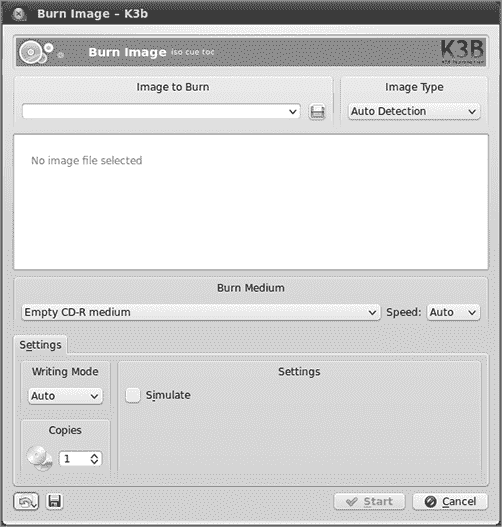 Burn Image – K3b
Burn Image iso cue toc
K3B
Image to Burn
Image Type
Auto Detection
No image file selected
Burn Medium
Empty CD-R medium
Speed: Auto
Settings
Writing Mode
Auto
Settings
Simulate
Copies
1
Start
Cancel